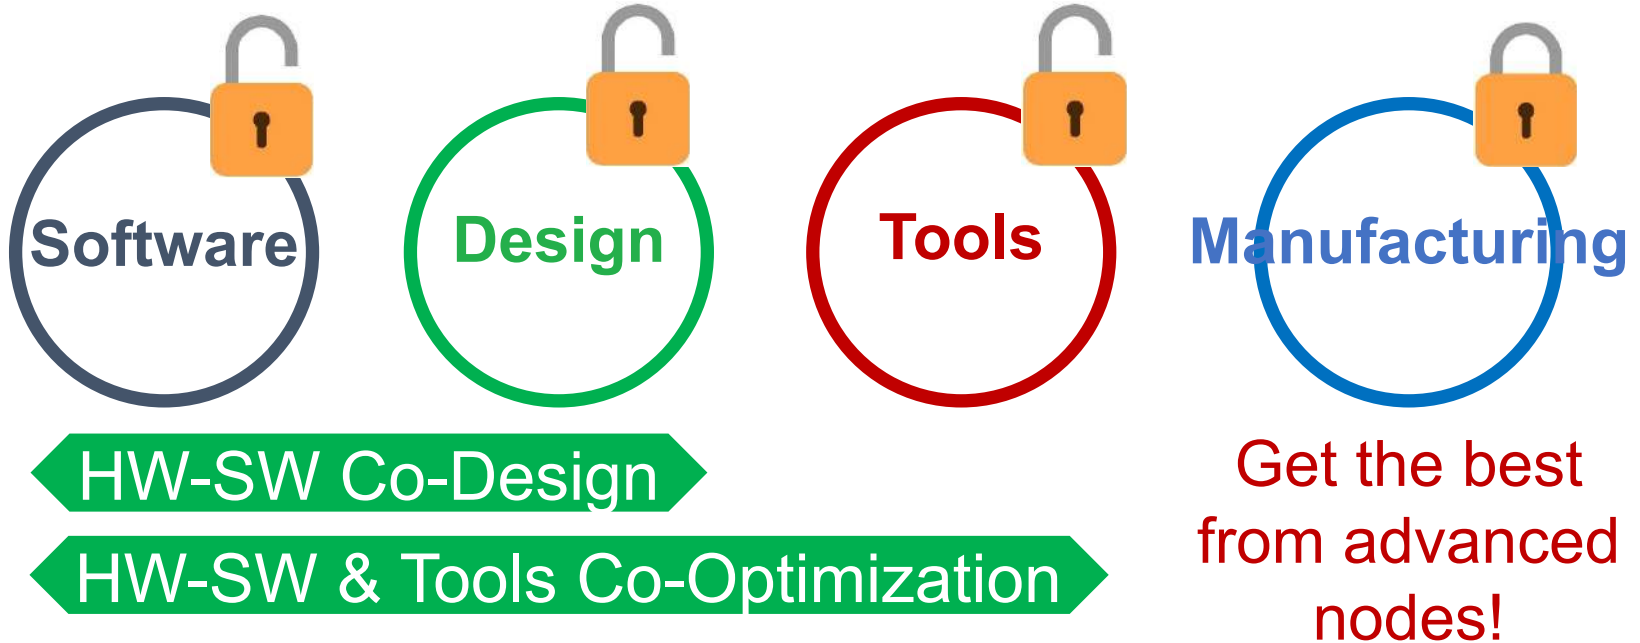 Software
Design
Tools
Manufacturing
HW-SW Co-Design
HW-SW & Tools Co-Optimization
Get the best
from advanced
nodes!